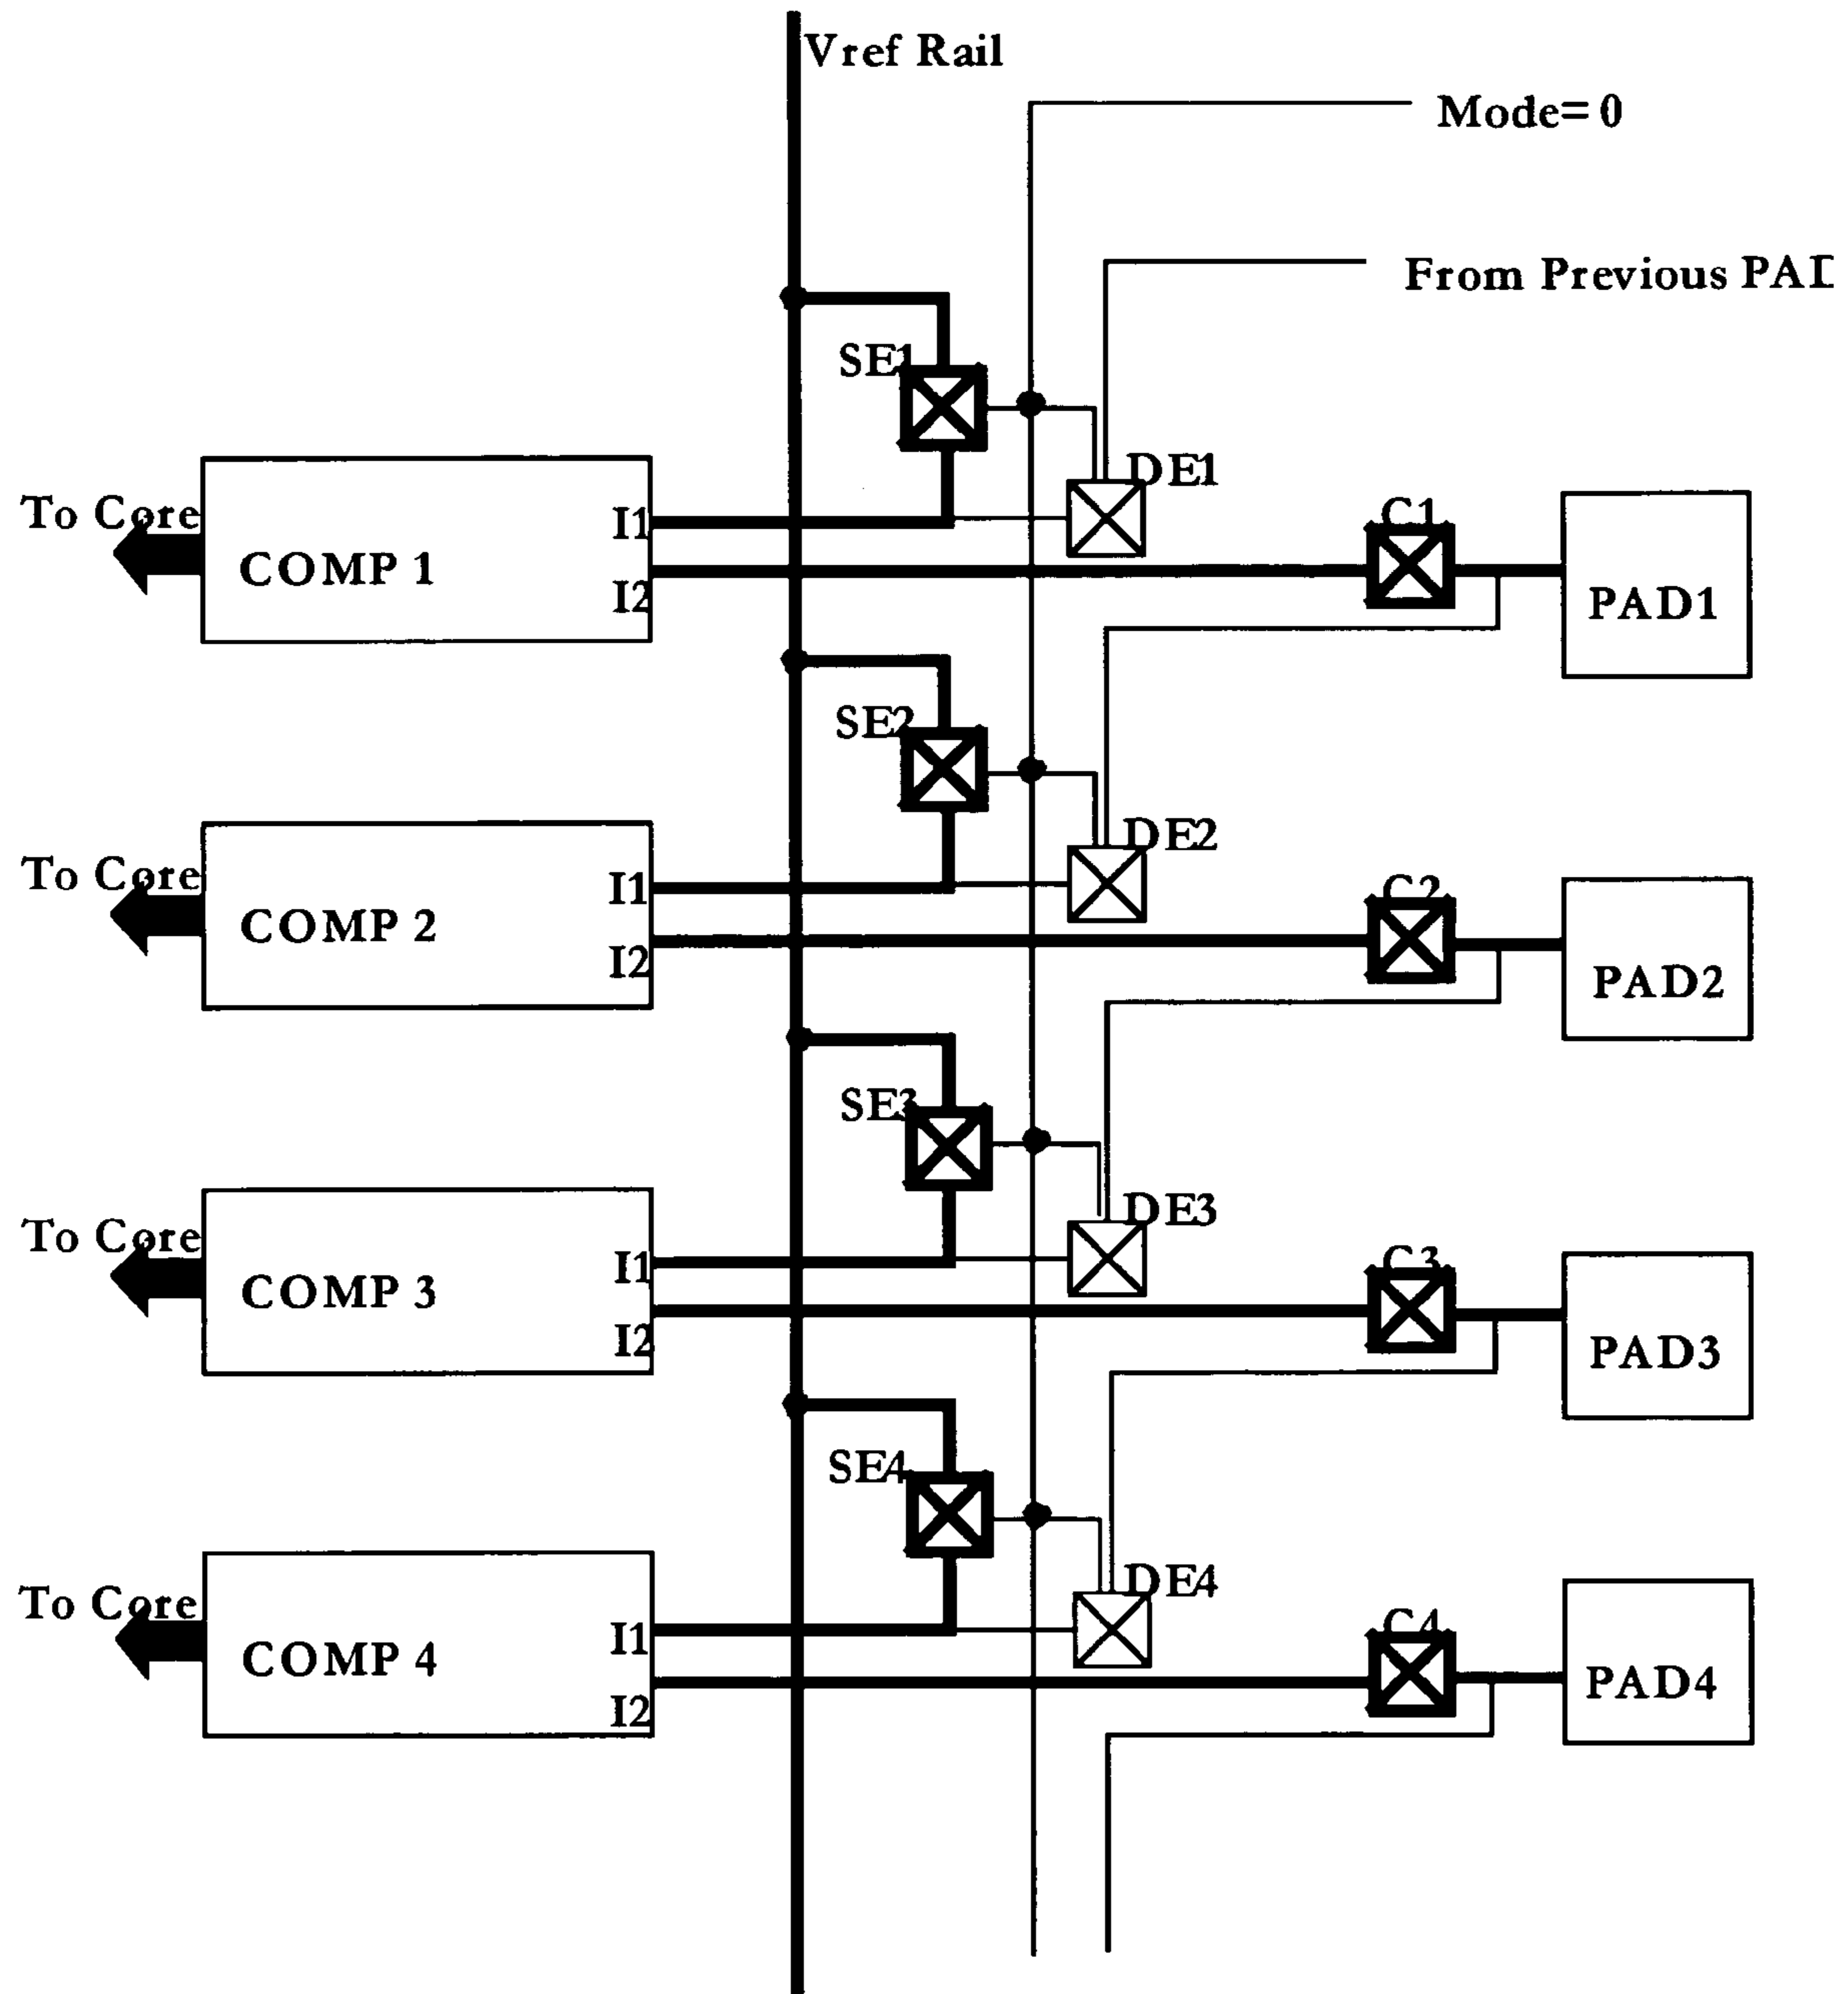 Vref Rail
Mode= 0
From Previous PAD
SE1
DE1
To Core
I1
C1
COMP 1
I2
PAD1
SE2
DE2
To Core
I1
C2
COMP 2
I2
PAD2
SE3
DE3
To Core
I1
C3
COMP 3
I2
PAD3
SE4
DE4
To Core
I1
C4
COMP 4
I2
PAD4